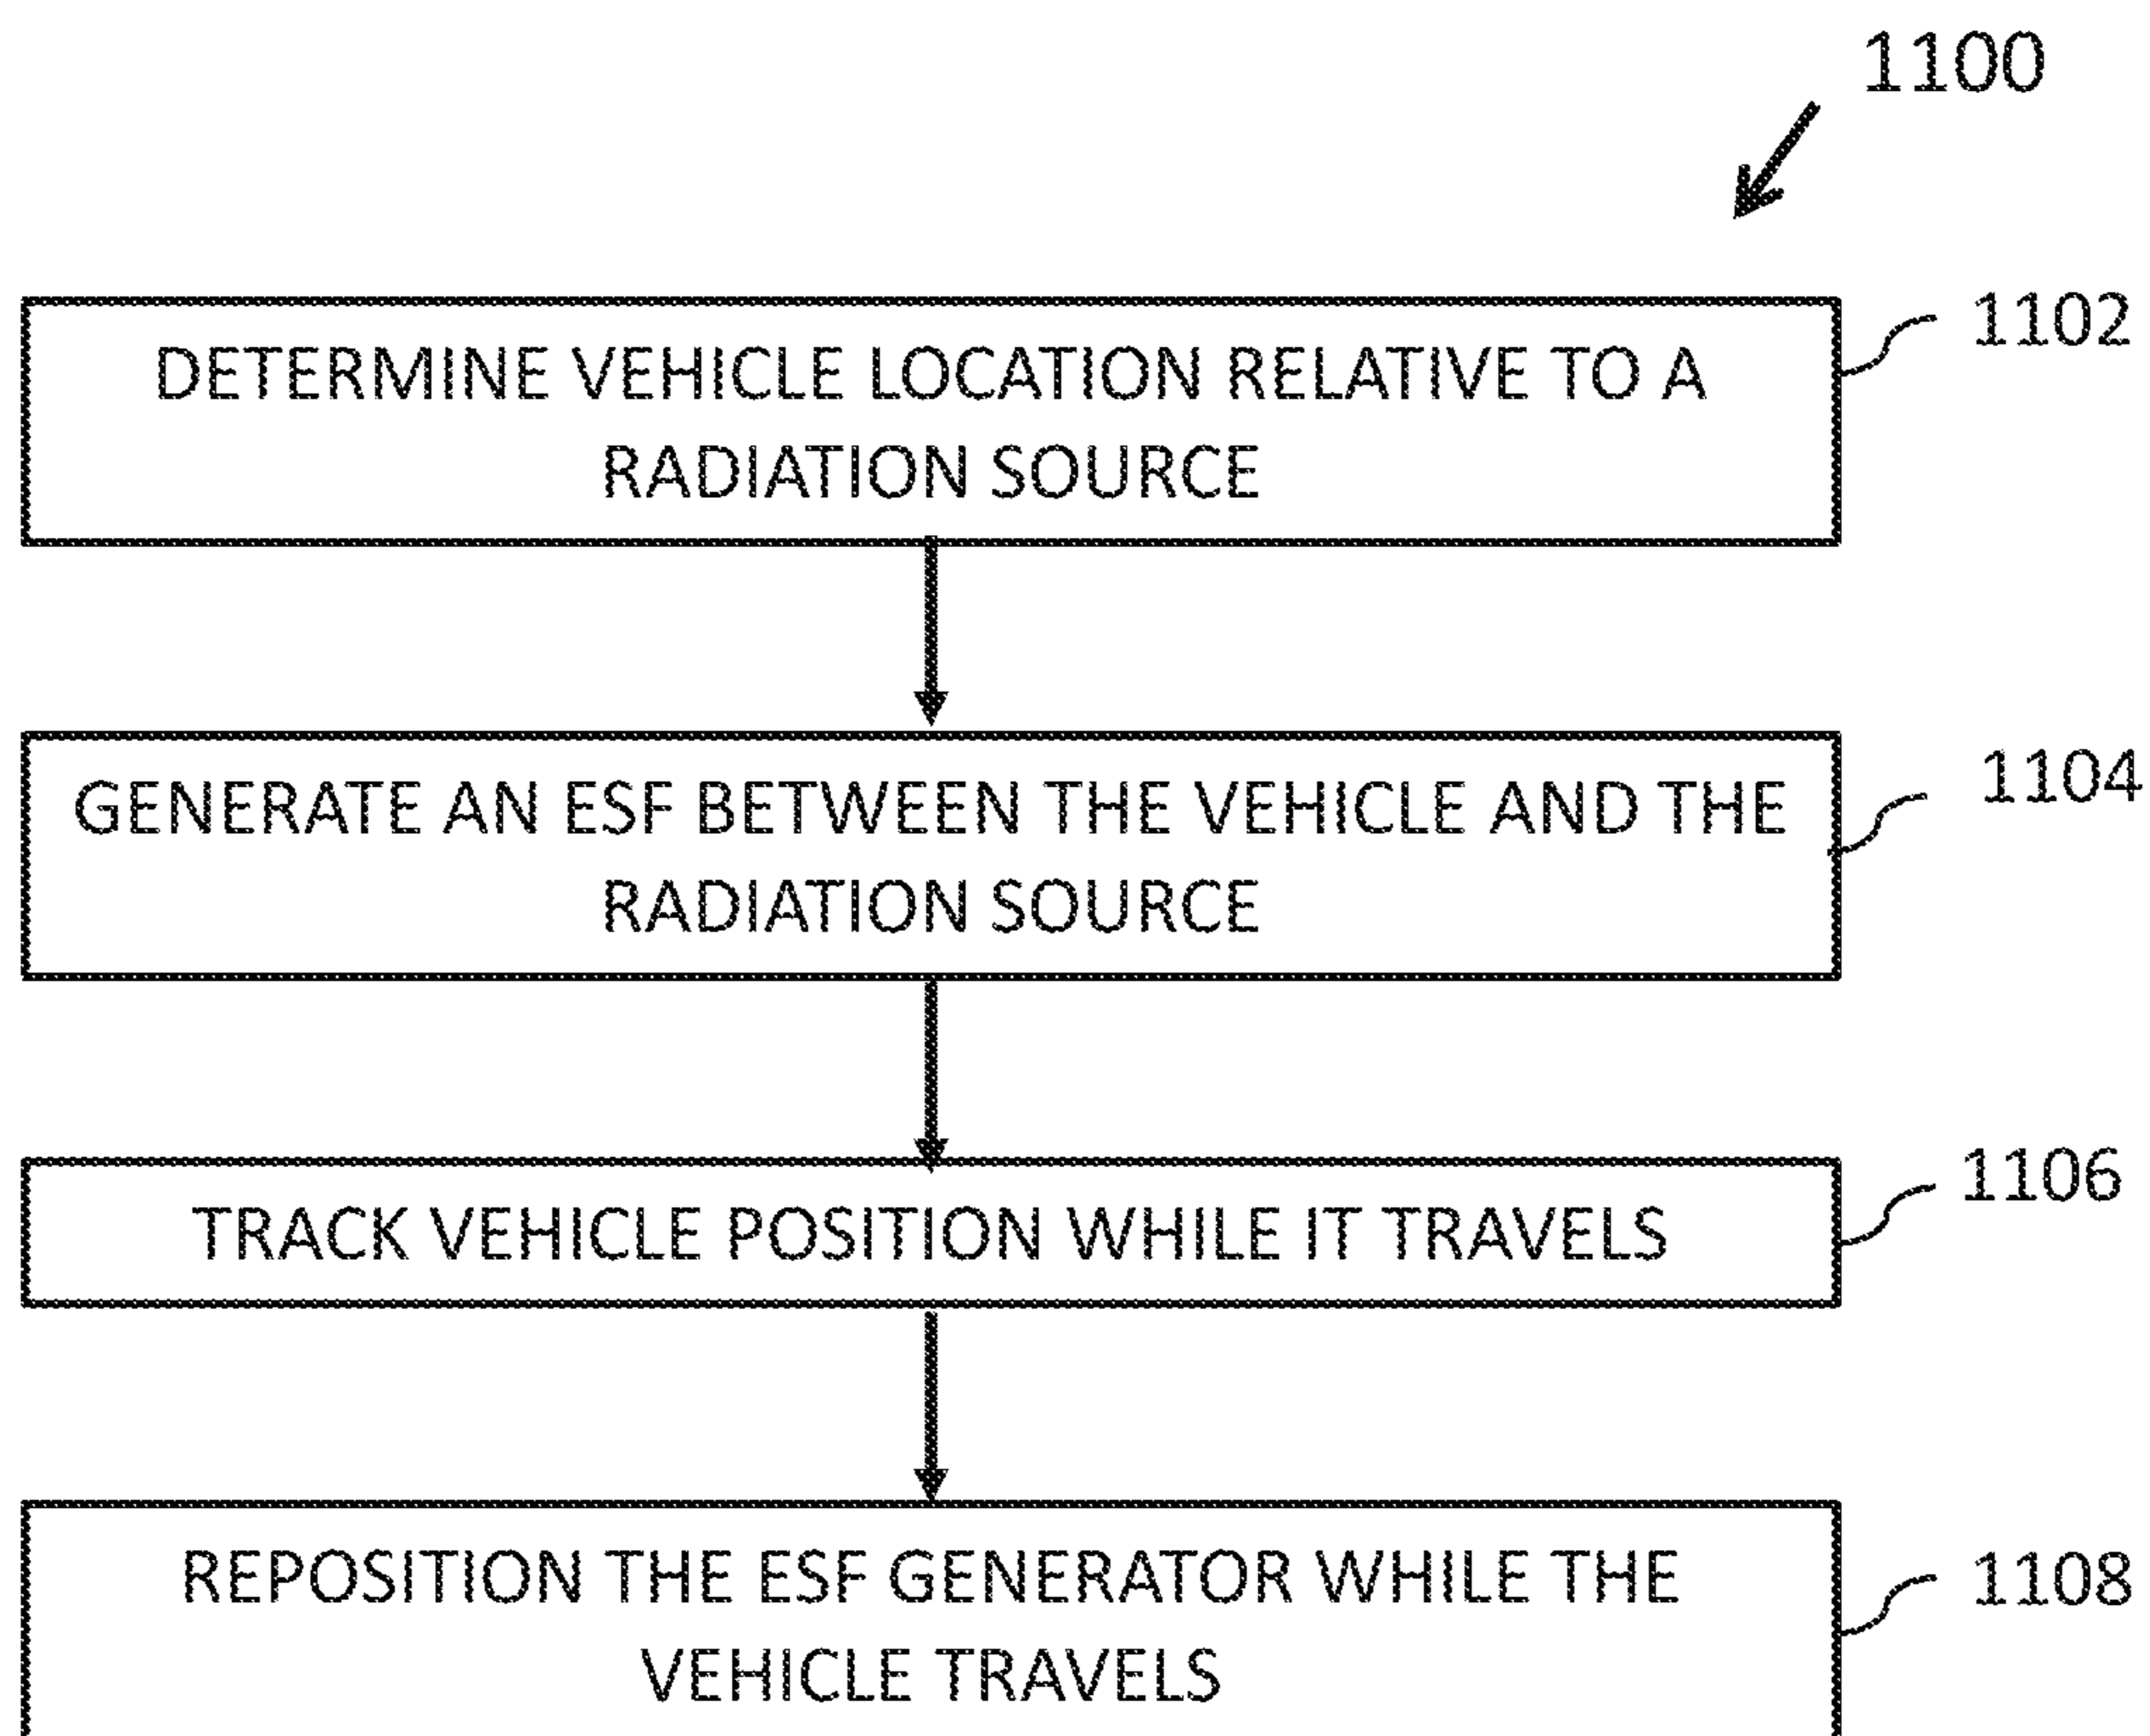 1100
DETERMINE VEHICLE LOCATION RELATIVE TO A
RADIATION SOURCE
1102
GENERATE AN ESF BETWEEN THE VEHICLE AND THE
RADIATION SOURCE
1104
TRACK VEHICLE POSITION WHILE IT TRAVELS
1106
REPOSITION THE ESF GENERATOR WHILE THE
VEHICLE TRAVELS
1108